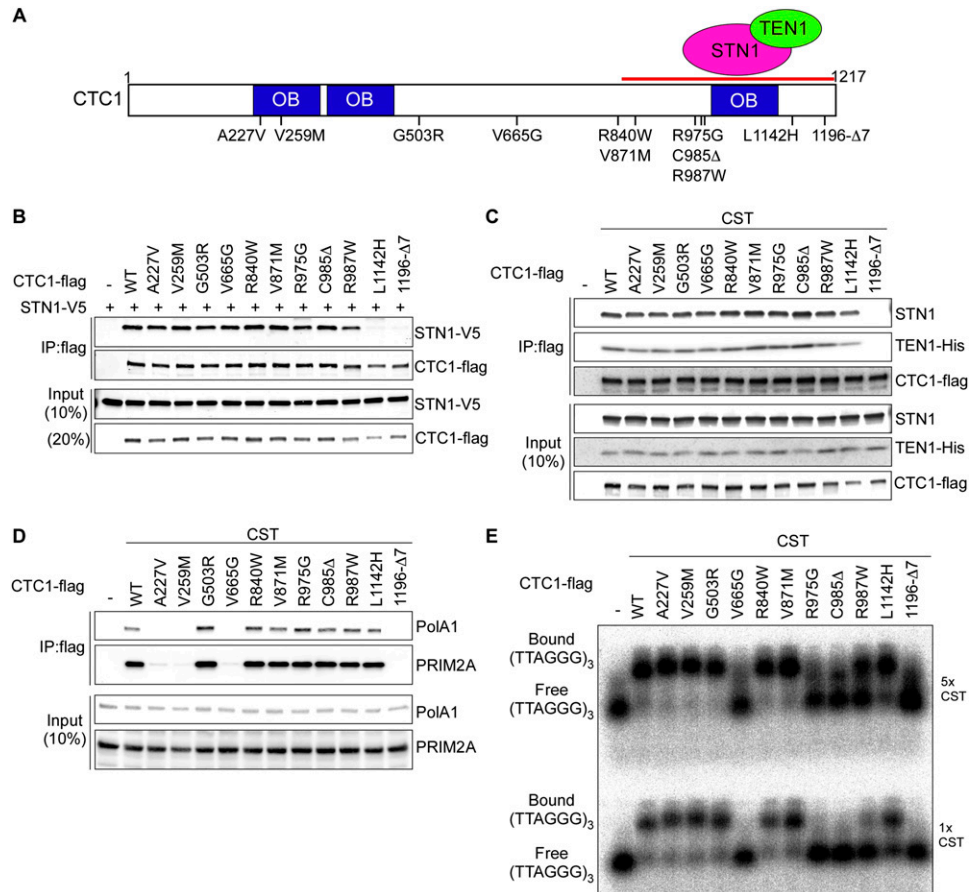 A
TEN1
STN1
1
1217
CTC1
OB
OB
OB
A227V
V259M
G503R
V665G
R840W
V871M
R975G
C985Δ
R987W
L1142H
1196-Δ7
B
CTC1-flag
-
WT
A227V
V259M
G503R
V665G
R840W
V871M
R975G
C985Δ
R987W
L1142H
1196-Δ7
STN1-V5
+ + + + + + + + + + + + +
IP:flag
STN1-V5
CTC1-flag
Input
(10%)
STN1-V5
(20%)
CTC1-flag
C
CST
CTC1-flag
-
WT
A227V
V259M
G503R
V665G
R840W
V871M
R975G
C985Δ
R987W
L1142H
1196-Δ7
IP:flag
STN1
TEN1-His
CTC1-flag
Input
(10%)
STN1
TEN1-His
CTC1-flag
D
CST
CTC1-flag
-
WT
A227V
V259M
G503R
V665G
R840W
V871M
R975G
C985Δ
R987W
L1142H
1196-Δ7
IP:flag
PolA1
PRIM2A
Input
(10%)
PolA1
PRIM2A
E
CST
CTC1-flag
-
WT
A227V
V259M
G503R
V665G
R840W
V871M
R975G
C985Δ
R987W
L1142H
1196-Δ7
Bound
(TTAGGG)3
Free
(TTAGGG)3
5x
CST
Bound
(TTAGGG)3
Free
(TTAGGG)3
1x
CST